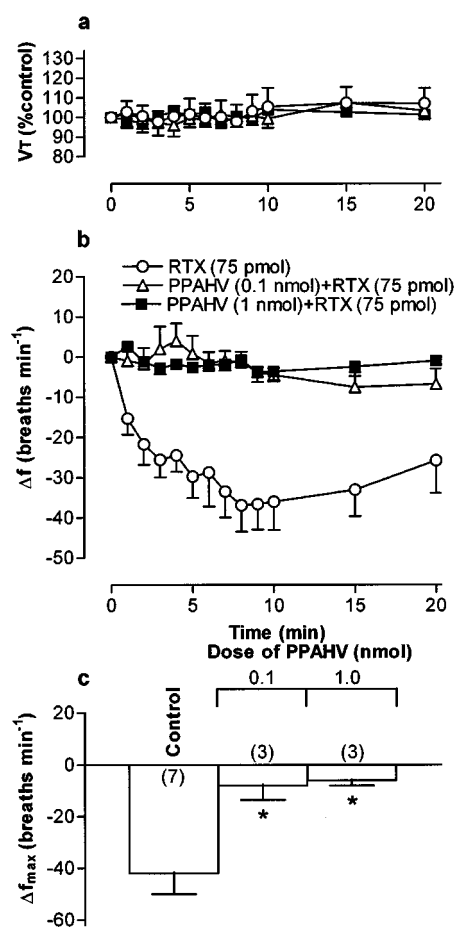 a
VT (%control)
130
120
110
100
90
80
0 5 10 15 20
b
RTX (75 pmol)
PPAHV (0.1 nmol)+RTX (75 pmol)
PPAHV (1 nmol)+RTX (75 pmol)
Δf (breaths min⁻¹)
20
10
0
-10
-20
-30
-40
-50
0 5 10 15 20
Time (min)
Dose of PPAHV (nmol)
c
0.1 1.0
Δfmax (breaths min⁻¹)
20
0
-20
-40
-60
Control
(7) (3) (3)
* *